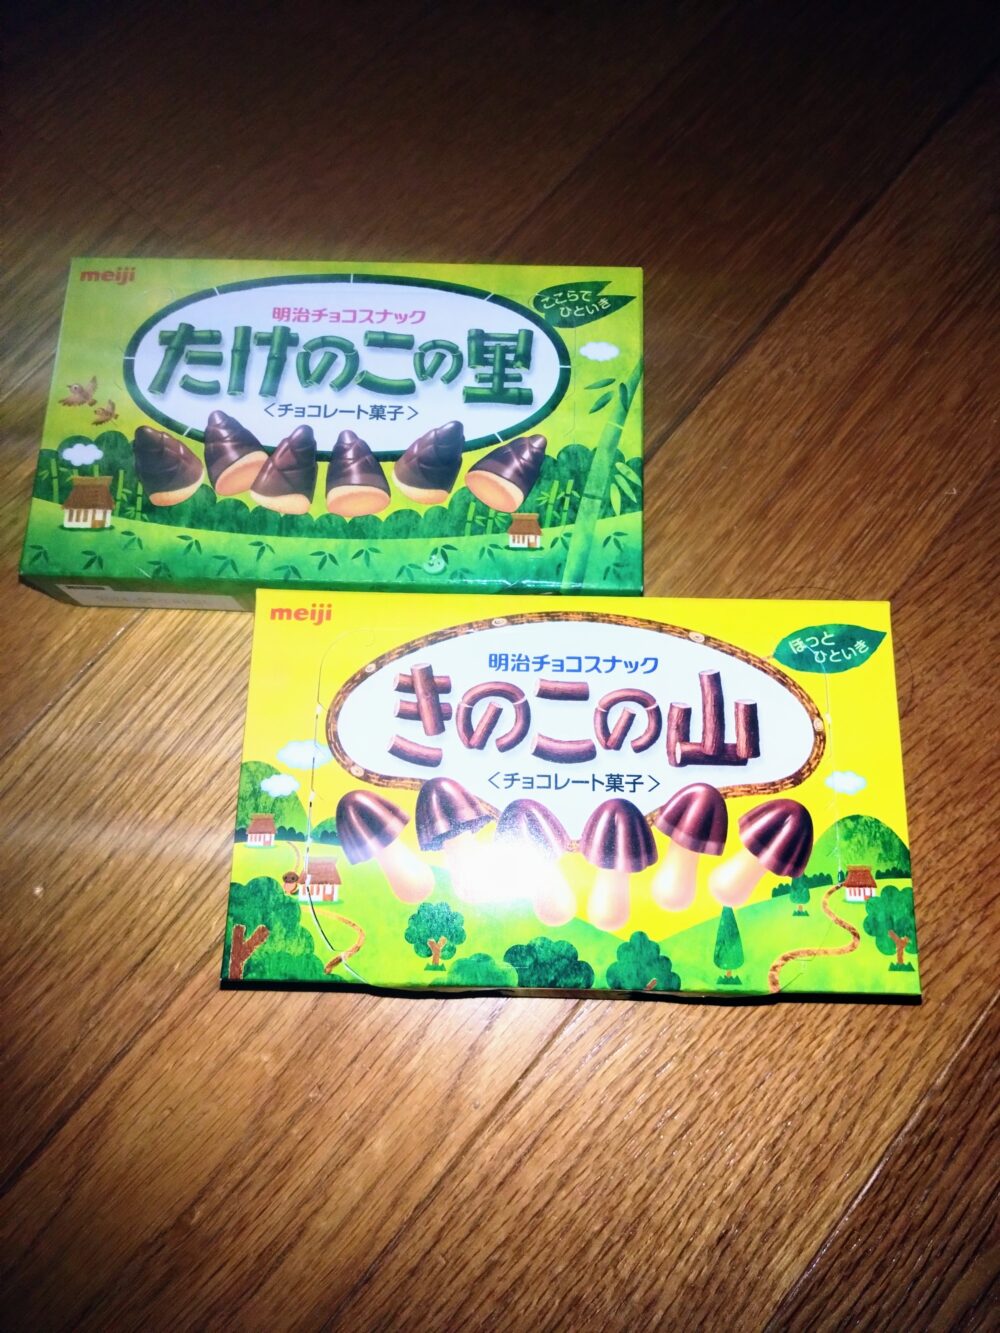 meiji
明治チョコスナック
ここらで
ひといき
たけのこの里
〈チョコレート菓子〉
meiji
明治チョコスナック
ほっと
ひといき
きのこの山
〈チョコレート菓子〉